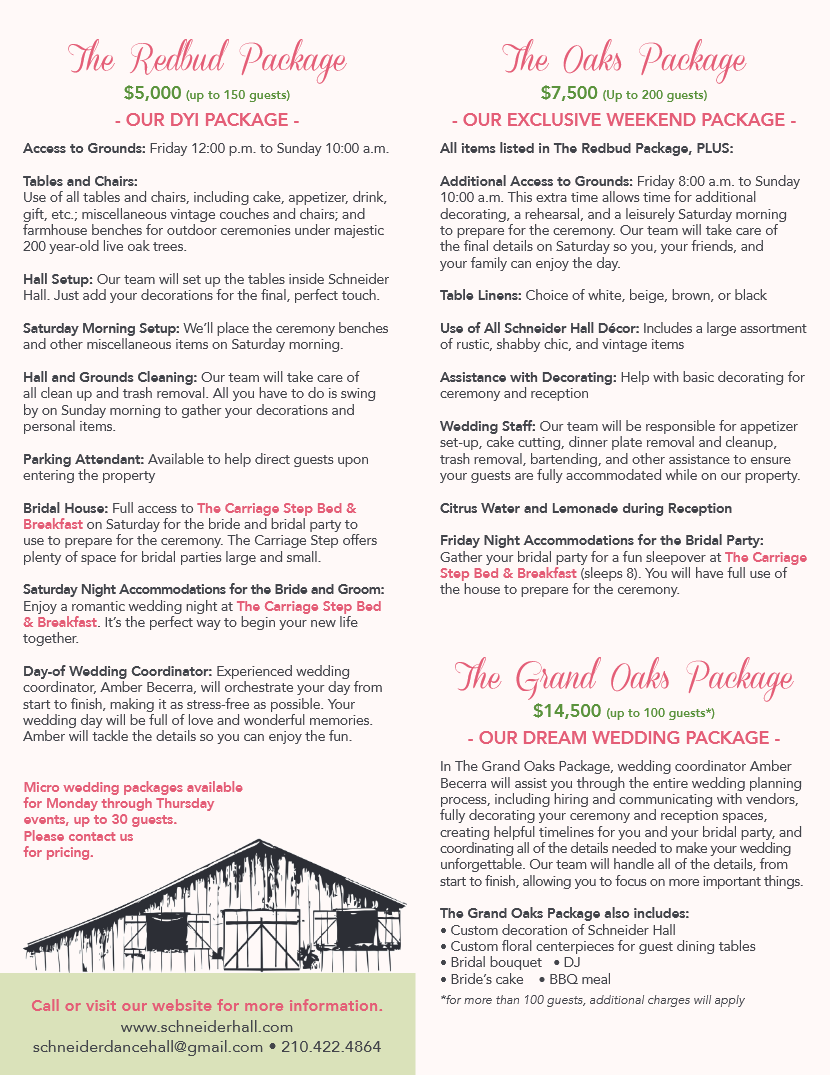 The Redbud Package
$5,000 (up to 150 guests)
- OUR DYI PACKAGE -
Access to Grounds: Friday 12:00 p.m. to Sunday 10:00 a.m.
Tables and Chairs:
Use of all tables and chairs, including cake, appetizer, drink,
gift, etc.; miscellaneous vintage couches and chairs; and
farmhouse benches for outdoor ceremonies under majestic
200 year-old live oak trees.
Hall Setup: Our team will set up the tables inside Schneider
Hall. Just add your decorations for the final, perfect touch.
Saturday Morning Setup: We'll place the ceremony benches
and other miscellaneous items on Saturday morning.
Hall and Grounds Cleaning: Our team will take care of
all clean up and trash removal. All you have to do is swing
by on Sunday morning to gather your decorations and
personal items.
Parking Attendant: Available to help direct guests upon
entering the property
Bridal House: Full access to The Carriage Step Bed &
Breakfast on Saturday for the bride and bridal party to
use to prepare for the ceremony. The Carriage Step offers
plenty of space for bridal parties large and small.
Saturday Night Accommodations for the Bride and Groom:
Enjoy a romantic wedding night at The Carriage Step Bed
& Breakfast. It's the perfect way to begin your new life
together.
Day-of Wedding Coordinator: Experienced wedding
coordinator, Amber Becerra, will orchestrate your day from
start to finish, making it as stress-free as possible. Your
wedding day will be full of love and wonderful memories.
Amber will tackle the details so you can enjoy the fun.
Micro wedding packages available
for Monday through Thursday
events, up to 30 guests.
Please contact us
for pricing.
Call or visit our website for more information.
www.schneiderhall.com
schneiderdancehall@gmail.com • 210.422.4864
The Oaks Package
$7,500 (Up to 200 guests)
- OUR EXCLUSIVE WEEKEND PACKAGE -
All items listed in The Redbud Package, PLUS:
Additional Access to Grounds: Friday 8:00 a.m. to Sunday
10:00 a.m. This extra time allows time for additional
decorating, a rehearsal, and a leisurely Saturday morning
to prepare for the ceremony. Our team will take care of
the final details on Saturday so you, your friends, and
your family can enjoy the day.
Table Linens: Choice of white, beige, brown, or black
Use of All Schneider Hall Décor: Includes a large assortment
of rustic, shabby chic, and vintage items
Assistance with Decorating: Help with basic decorating for
ceremony and reception
Wedding Staff: Our team will be responsible for appetizer
set-up, cake cutting, dinner plate removal and cleanup,
trash removal, bartending, and other assistance to ensure
your guests are fully accommodated while on our property.
Citrus Water and Lemonade during Reception
Friday Night Accommodations for the Bridal Party:
Gather your bridal party for a fun sleepover at The Carriage
Step Bed & Breakfast (sleeps 8). You will have full use of
the house to prepare for the ceremony.
The Grand Oaks Package
$14,500 (up to 100 guests*)
- OUR DREAM WEDDING PACKAGE -
In The Grand Oaks Package, wedding coordinator Amber
Becerra will assist you through the entire wedding planning
process, including hiring and communicating with vendors,
fully decorating your ceremony and reception spaces,
creating helpful timelines for you and your bridal party, and
coordinating all of the details needed to make your wedding
unforgettable. Our team will handle all of the details, from
start to finish, allowing you to focus on more important things.
The Grand Oaks Package also includes:
• Custom decoration of Schneider Hall
• Custom floral centerpieces for guest dining tables
• Bridal bouquet • DJ
• Bride's cake • BBQ meal
*for more than 100 guests, additional charges will apply